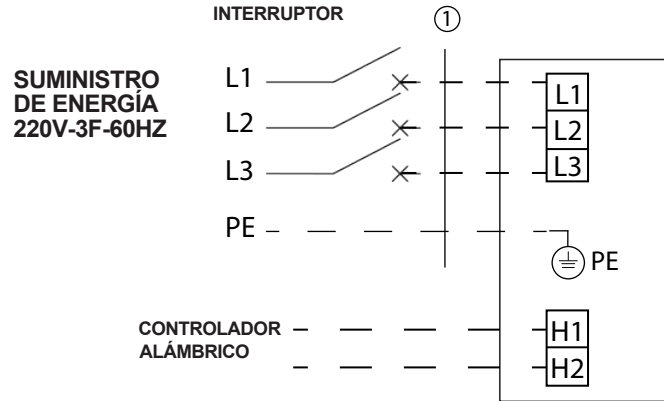 INTERRUPTOR
①
SUMINISTRO
DE ENERGÍA
220V-3F-60HZ
L1
L2
L3
PE
L1
L2
L3
PE
CONTROLADOR
ALÁMBRICO
H1
H2